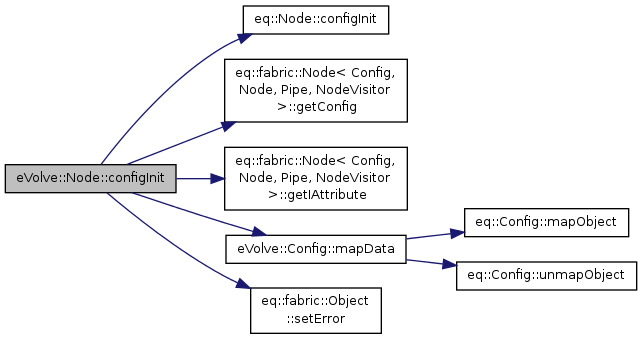 eq::Node::configInit
eq::fabric::Node< Config,
Node, Pipe, NodeVisitor
>::getConfig
eVolve::Node::configInit
eq::fabric::Node< Config,
Node, Pipe, NodeVisitor
>::getIAttribute
eVolve::Config::mapData
eq::Config::mapObject
eq::Config::unmapObject
eq::fabric::Object
::setError